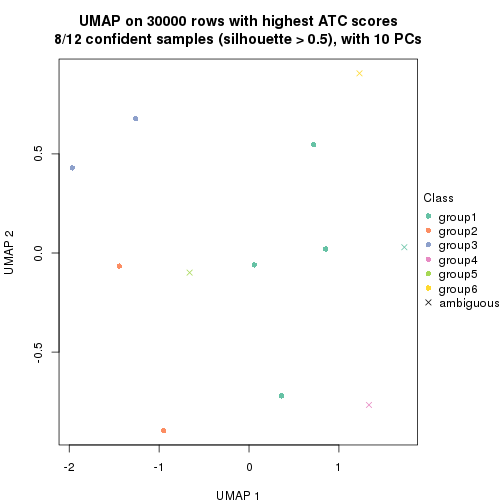 UMAP on 30000 rows with highest ATC scores
8/12 confident samples (silhouette > 0.5), with 10 PCs
0.5
0.0
-0.5
UMAP 2
-2
-1
0
1
UMAP 1
Class
group1
group2
group3
group4
group5
group6
ambiguous